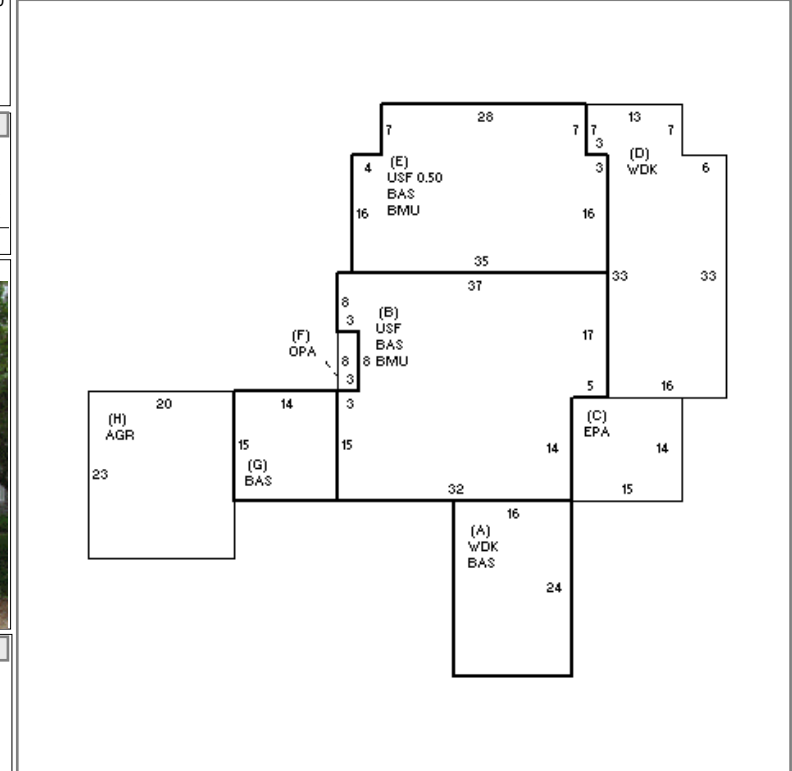 28
13
7
7
7
7
3
(D)
WDK
4
(E)
USF 0.50
BAS
BMU
3
6
16
16
35
33
33
37
8
3
(B)
USF
BAS
BMU
17
(F)
OPA
8
8
3
5
16
20
14
3
(H)
AGR
(C)
EPA
15
15
14
14
23
(G)
BAS
32
15
16
(A)
WDK
BAS
24